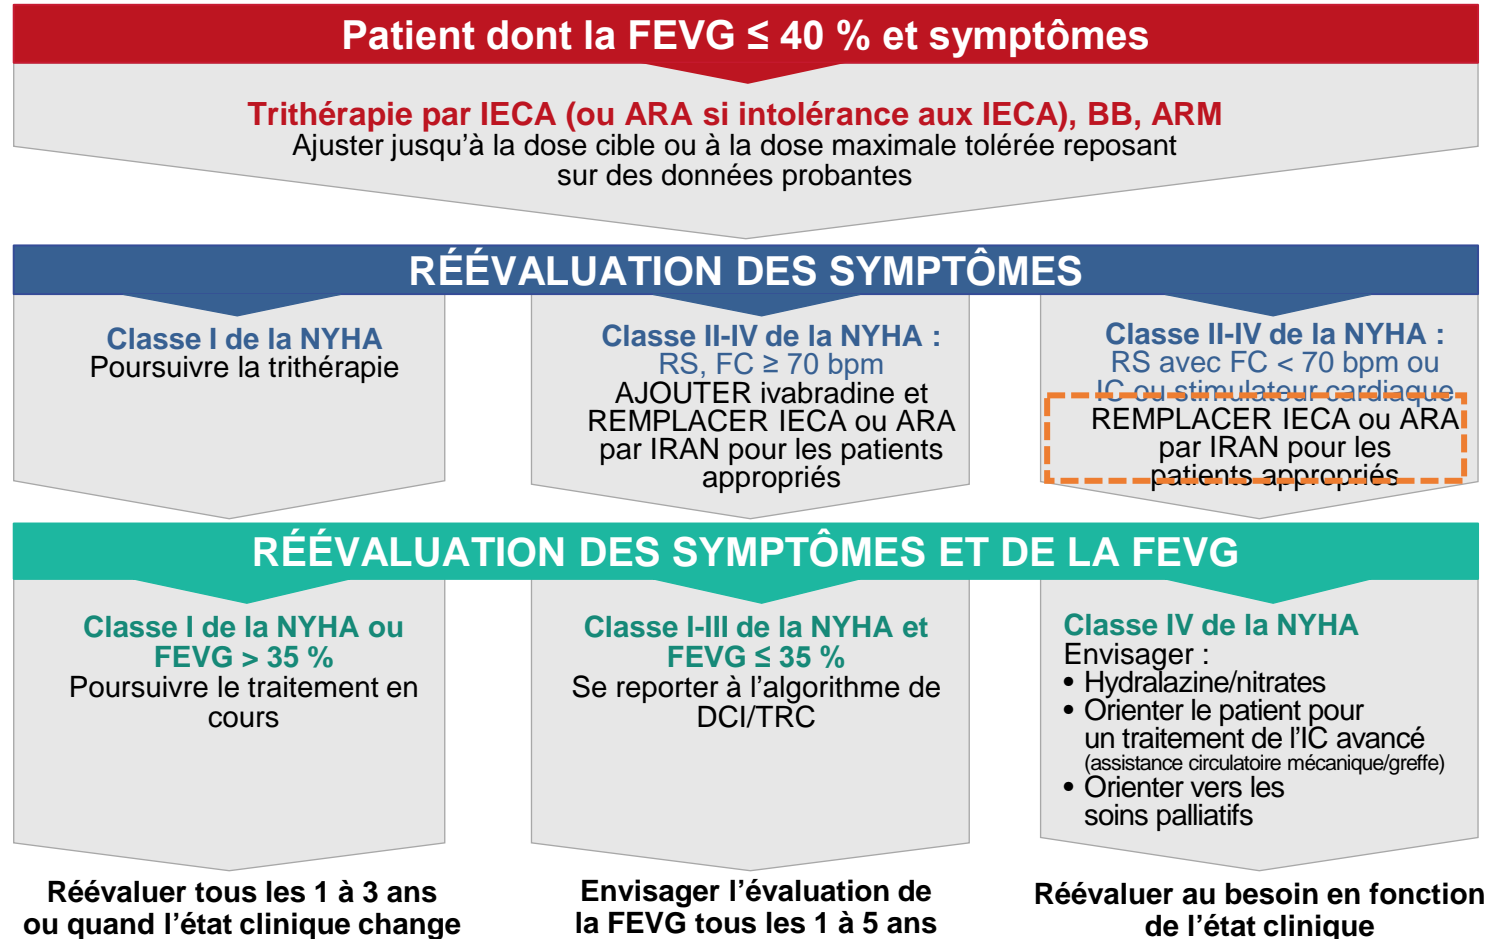 Patient dont la FEVG ≤ 40 % et symptômes
Trithérapie par IECA (ou ARA si intolérance aux IECA), BB, ARM
Ajuster jusqu’à la dose cible ou à la dose maximale tolérée reposant
sur des données probantes
RÉÉVALUATION DES SYMPTÔMES
Classe I de la NYHA
Poursuivre la trithérapie
Classe II-IV de la NYHA :
RS, FC ≥ 70 bpm
AJOUTER ivabradine et
REMPLACER IECA ou ARA
par IRAN pour les patients
appropriés
Classe II-IV de la NYHA :
RS avec FC < 70 bpm ou
IC ou stimulateur cardiaque
REMPLACER IECA ou ARA
par IRAN pour les
patients appropriés
RÉÉVALUATION DES SYMPTÔMES ET DE LA FEVG
Classe I de la NYHA ou
FEVG > 35 %
Poursuivre le traitement en
cours
Classe I-III de la NYHA et
FEVG ≤ 35 %
Se reporter à l’algorithme de
DCI/TRC
Classe IV de la NYHA
Envisager :
• Hydralazine/nitrates
• Orienter le patient pour
un traitement de l’IC avancé
(assistance circulatoire mécanique/greffe)
• Orienter vers les
soins palliatifs
Réévaluer tous les 1 à 3 ans
ou quand l’état clinique change
Envisager l’évaluation de
la FEVG tous les 1 à 5 ans
Réévaluer au besoin en fonction
de l’état clinique